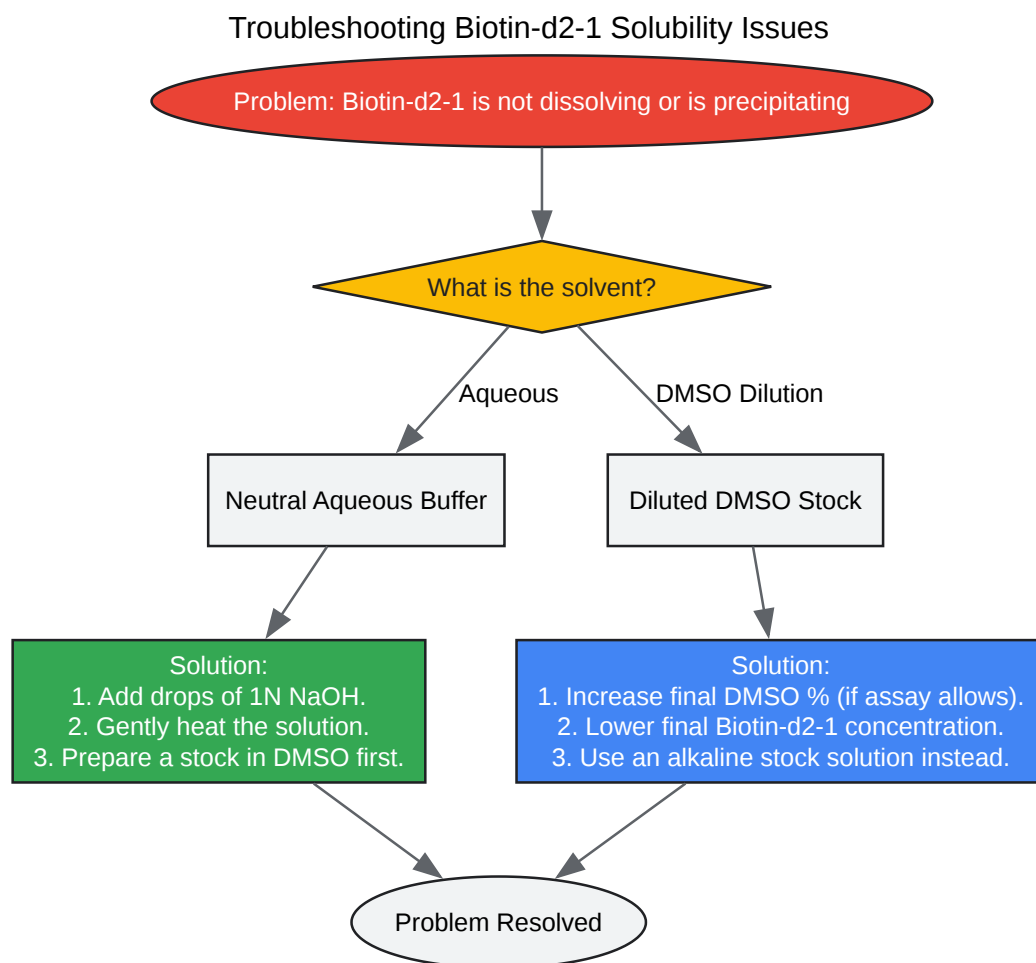 Troubleshooting Biotin-d2-1 Solubility Issues
Problem: Biotin-d2-1 is not dissolving or is precipitating
What is the solvent?
Aqueous
DMSO Dilution
Neutral Aqueous Buffer
Diluted DMSO Stock
Solution:
1. Add drops of 1N NaOH.
2. Gently heat the solution.
3. Prepare a stock in DMSO first.
Solution:
1. Increase final DMSO % (if assay allows).
2. Lower final Biotin-d2-1 concentration.
3. Use an alkaline stock solution instead.
Problem Resolved